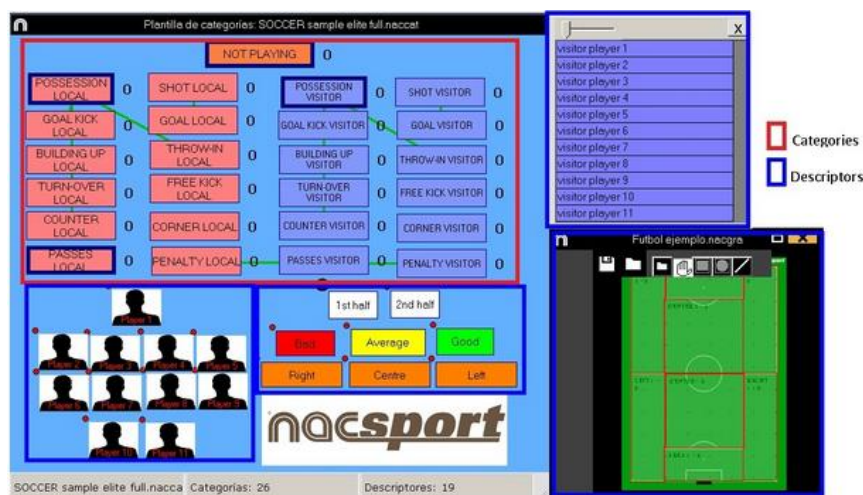 Plantilla de categorías: SOCCER sample elite full.naccat
NOT PLAYING 0
POSSESSION LOCAL 0
SHOT LOCAL 0
POSSESSION VISITOR 0
SHOT VISITOR 0
GOAL KICK LOCAL 0
GOAL LOCAL 0
GOAL KICK VISITOR 0
GOAL VISITOR 0
BUILDING UP LOCAL 0
THROW-IN LOCAL 0
BUILDING UP VISITOR 0
THROW-IN VISITOR 0
TURN-OVER LOCAL 0
FREE KICK LOCAL 0
TURN-OVER VISITOR 0
FREE KICK VISITOR 0
COUNTER LOCAL 0
CORNER LOCAL 0
COUNTER VISITOR 0
CORNER VISITOR 0
PASSES LOCAL 0
PENALTY LOCAL 0
PASSES VISITOR 0
PENALTY VISITOR 0
Player 1
Player 2
Player 3
Player 4
Player 5
Player 6
Player 7
Player 8
Player 9
Player 10
Player 11
1st half
2nd half
Bad
Average
Good
Right
Centre
Left
nacsport
SOCCER sample elite full.nacca
Categorías: 26
Descriptores: 19
X
visitor player 1
visitor player 2
visitor player 3
visitor player 4
visitor player 5
visitor player 6
visitor player 7
visitor player 8
visitor player 9
visitor player 10
visitor player 11
Categories
Descriptors
Futbol ejemplo.nacgra